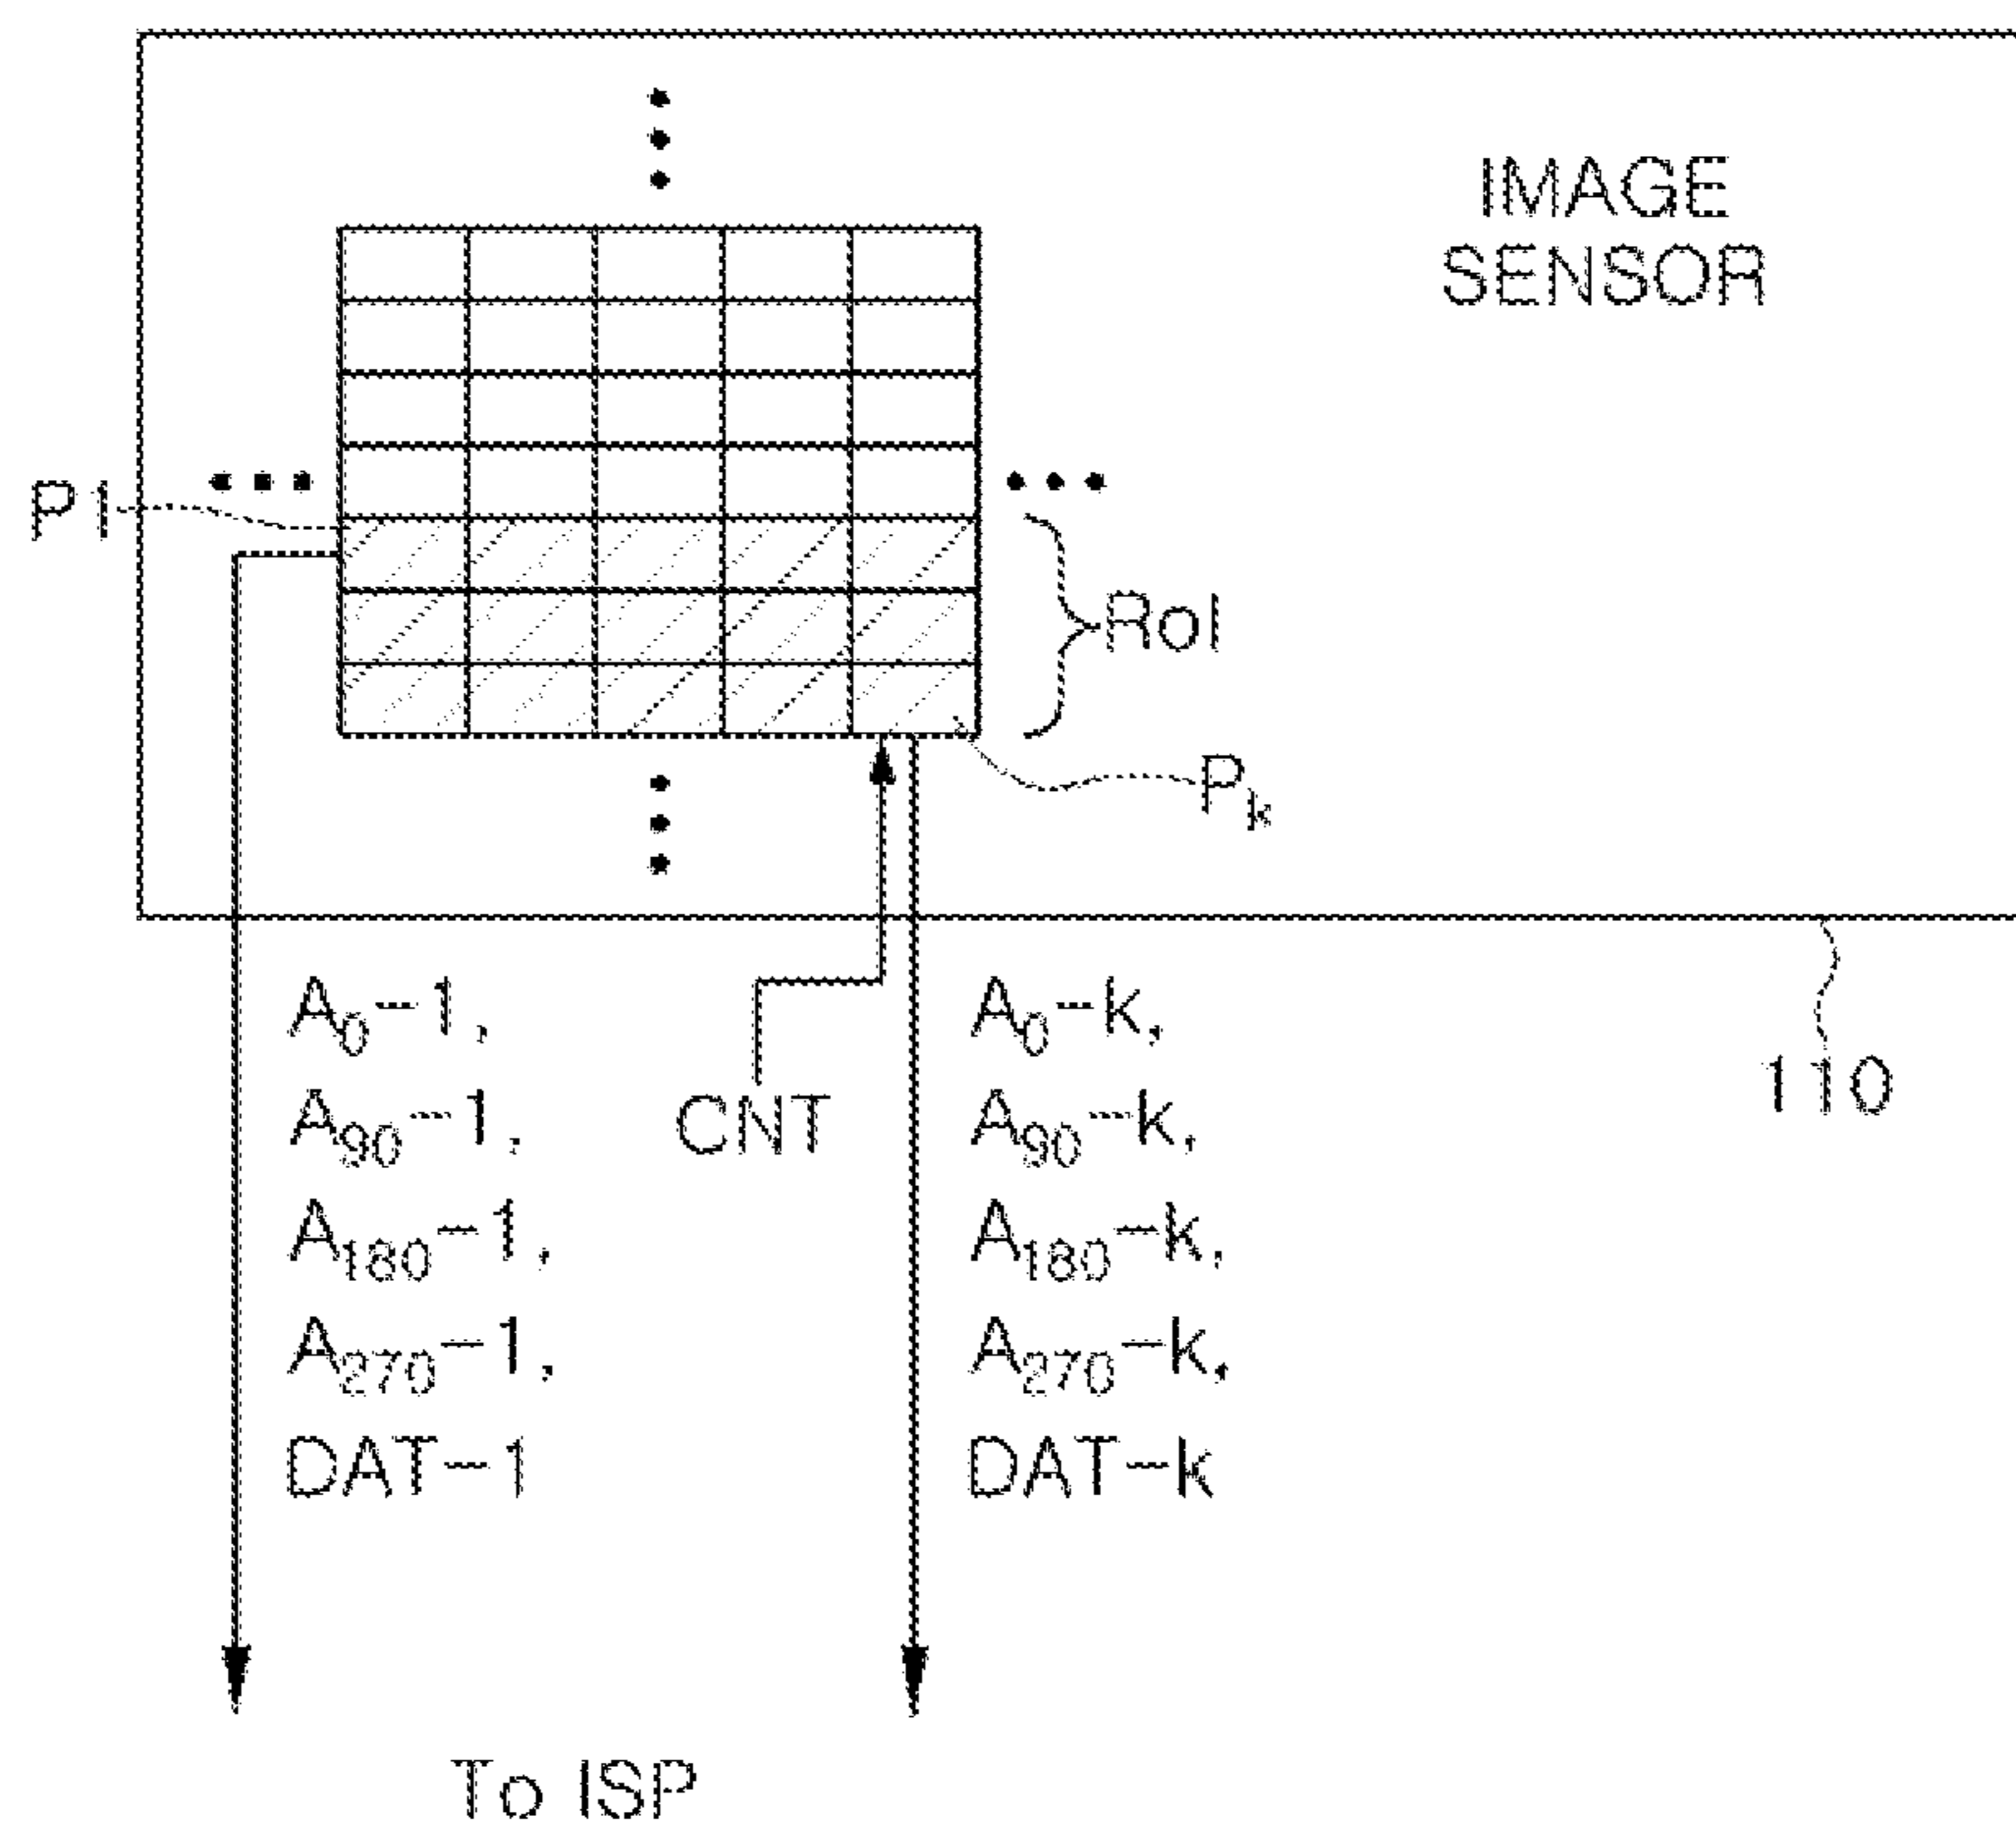 IMAGE
SENSOR
P1
RoI
Pₖ
A₀-1,
A₉₀-1,
A₁₈₀-1,
A₂₇₀-1,
DAT-1
CNT
A₀-k,
A₉₀-k,
A₁₈₀-k,
A₂₇₀-k,
DAT-k
110
To ISP